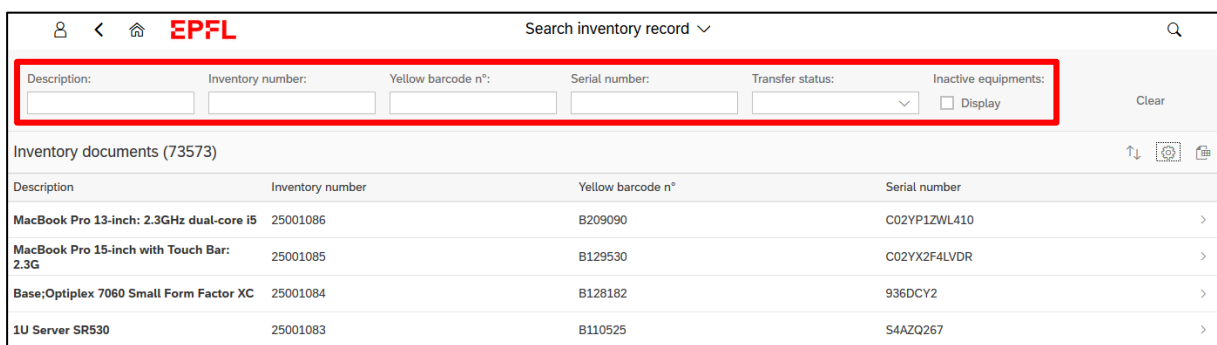 EPFL Search inventory record
Description: Inventory number: Yellow barcode n°: Serial number: Transfer status: Inactive equipments:
Display Clear
Inventory documents (73573)
Description Inventory number Yellow barcode n° Serial number
MacBook Pro 13-inch: 2.3GHz dual-core i5 25001086 B209090 C02YP1ZWL410
MacBook Pro 15-inch with Touch Bar:
2.3G 25001085 B129530 C02YX2F4LVDR
Base;Optiplex 7060 Small Form Factor XC 25001084 B128182 936DCY2
1U Server SR530 25001083 B110525 S4AZQ267